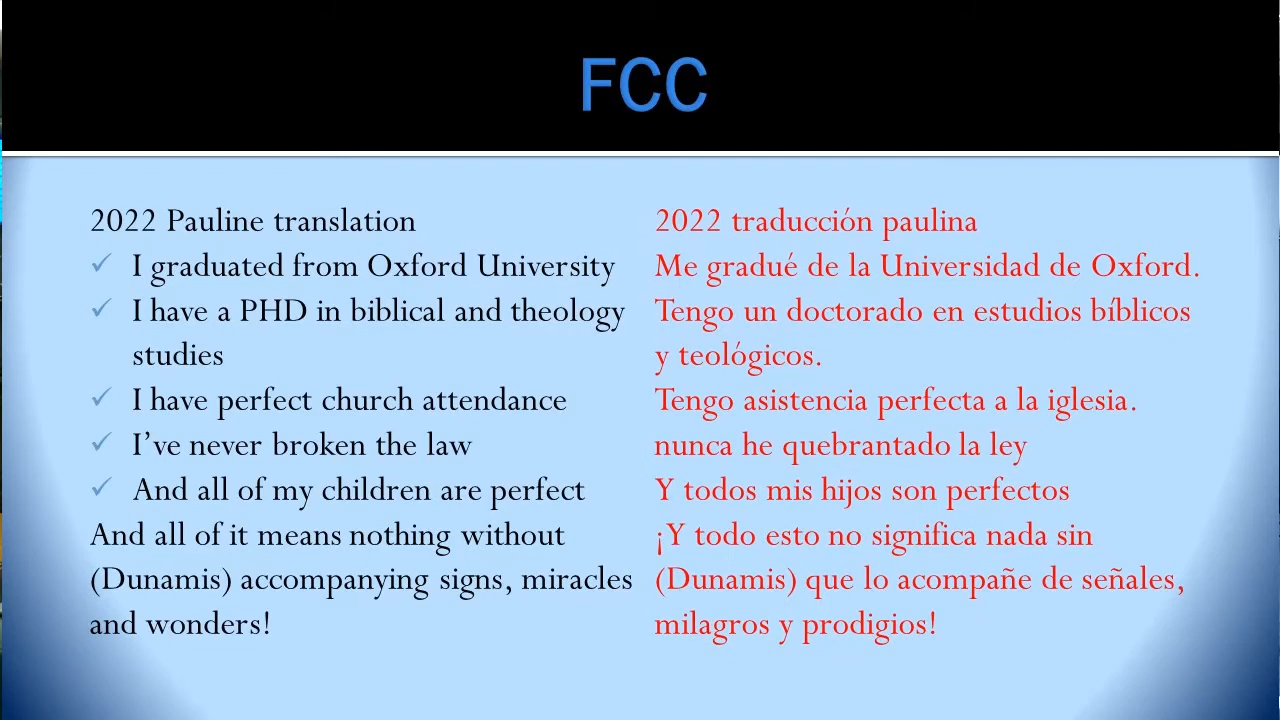 FCC
2022 Pauline translation
I graduated from Oxford University
I have a PHD in biblical and theology
studies
I have perfect church attendance
I've never broken the law
And all of my children are perfect
And all of it means nothing without
(Dunamis) accompanying signs, miracles
and wonders!
2022 traducción paulina
Me gradué de la Universidad de Oxford.
Tengo un doctorado en estudios bíblicos
y teológicos.
Tengo asistencia perfecta a la iglesia.
nunca he quebrantado la ley
Y todos mis hijos son perfectos
¡Y todo esto no significa nada sin
(Dunamis) que lo acompañe de señales,
milagros y prodigios!